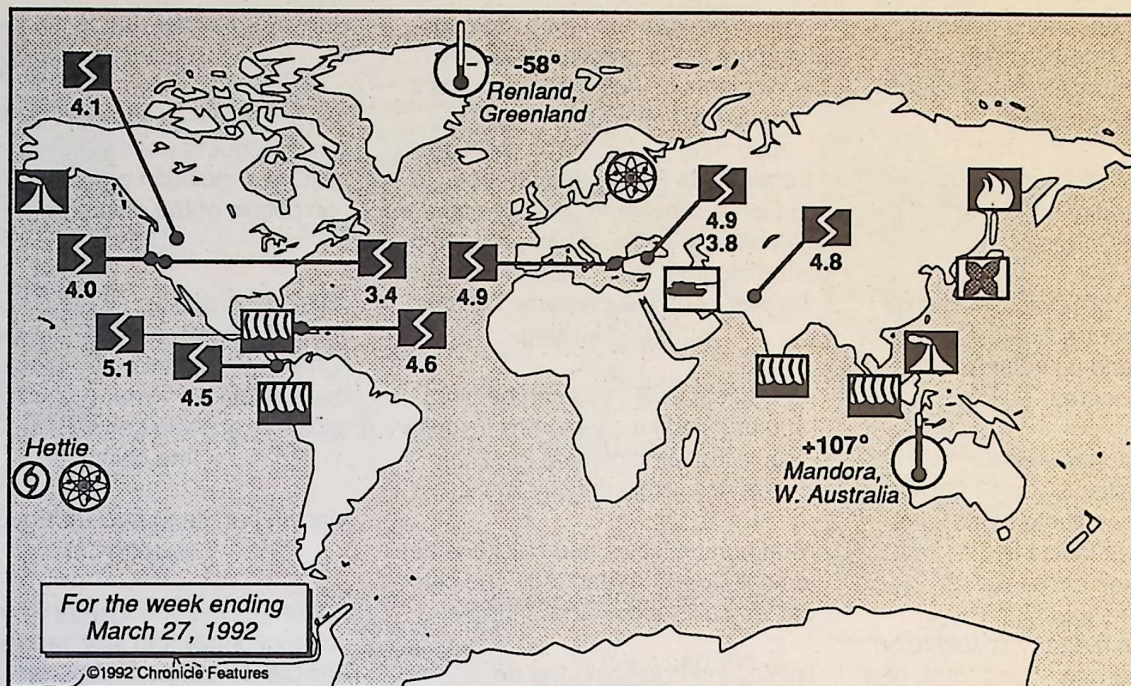 -58°
Renland,
Greenland
4.1
4.9
3.8
4.8
4.0
3.4
4.9
5.1
4.5
4.6
Hettie
+107°
Mandora,
W. Australia
For the week ending
March 27, 1992
©1992 Chronicle Features